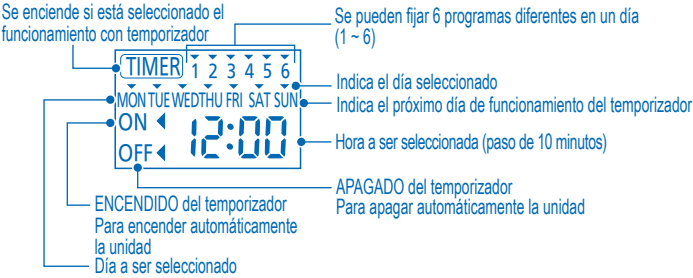 Se enciende si está seleccionado el
funcionamiento con temporizador
Se pueden fijar 6 programas diferentes en un día
(1 ~ 6)
TIMER 1 2 3 4 5 6
Indica el día seleccionado
MON TUE WED THU FRI SAT SUN
Indica el próximo día de funcionamiento del temporizador
ON
12:00
Hora a ser seleccionada (paso de 10 minutos)
OFF
APAGADO del temporizador
Para apagar automáticamente la unidad
ENCENDIDO del temporizador
Para encender automáticamente
la unidad
Día a ser seleccionado